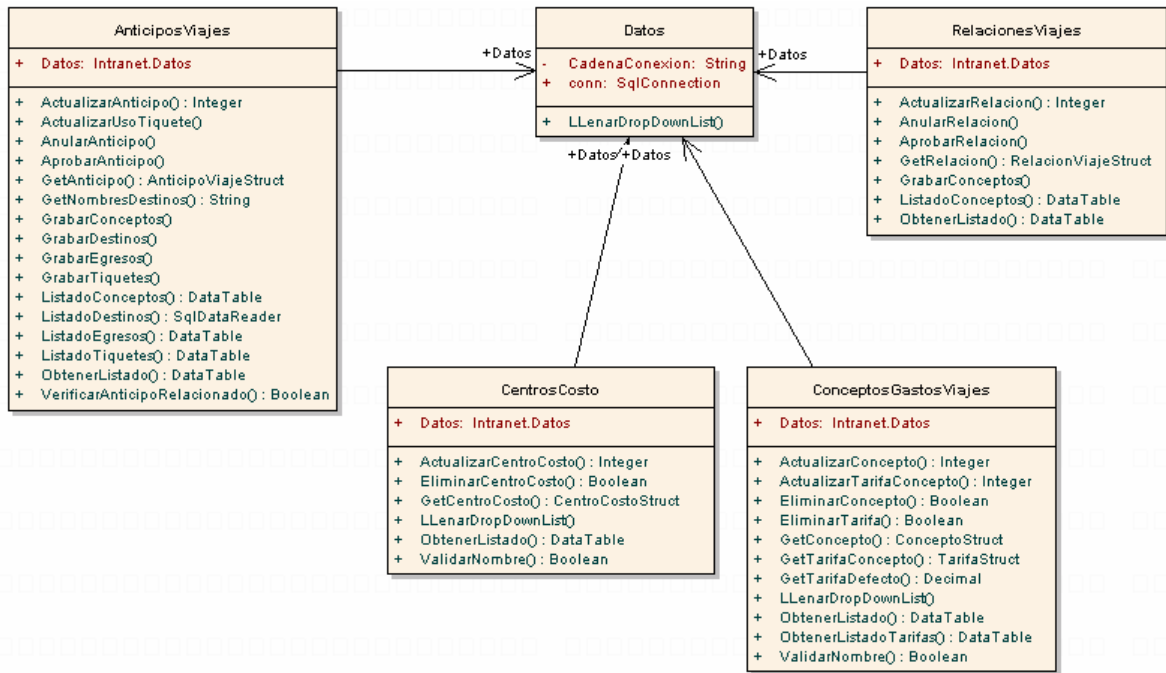 AnticiposViajes
+ Datos: Intranet.Datos
+ ActualizarAnticipo() : Integer
+ ActualizarUsoTiquete()
+ AnularAnticipo()
+ AprobarAnticipo()
+ GetAnticipo() : AnticipoViajeStruct
+ GetNombresDestinos() : String
+ GrabarConceptos()
+ GrabarDestinos()
+ GrabarEgresos()
+ GrabarTiquetes()
+ ListadoConceptos() : DataTable
+ ListadoDestinos() : SqlDataReader
+ ListadoEgresos() : DataTable
+ ListadoTiquetes() : DataTable
+ ObtenerListado() : DataTable
+ VerificarAnticipoRelacionado() : Boolean
+Datos
Datos
- CadenaConexion: String
+ conn: SqlConnection
+ LLenarDropDownList()
+Datos
+Datos
+Datos
RelacionesViajes
+ Datos: Intranet.Datos
+ ActualizarRelacion() : Integer
+ AnularRelacion()
+ AprobarRelacion()
+ GetRelacion() : RelacionViajeStruct
+ GrabarConceptos()
+ ListadoConceptos() : DataTable
+ ObtenerListado() : DataTable
CentrosCosto
+ Datos: Intranet.Datos
+ ActualizarCentroCosto() : Integer
+ EliminarCentroCosto() : Boolean
+ GetCentroCosto() : CentroCostoStruct
+ LLenarDropDownList()
+ ObtenerListado() : DataTable
+ ValidarNombre() : Boolean
ConceptosGastosViajes
+ Datos: Intranet.Datos
+ ActualizarConcepto() : Integer
+ ActualizarTarifaConcepto() : Integer
+ EliminarConcepto() : Boolean
+ EliminarTarifa() : Boolean
+ GetConcepto() : ConceptoStruct
+ GetTarifaConcepto() : TarifaStruct
+ GetTarifaDefecto() : Decimal
+ LLenarDropDownList()
+ ObtenerListado() : DataTable
+ ObtenerListadoTarifas() : DataTable
+ ValidarNombre() : Boolean